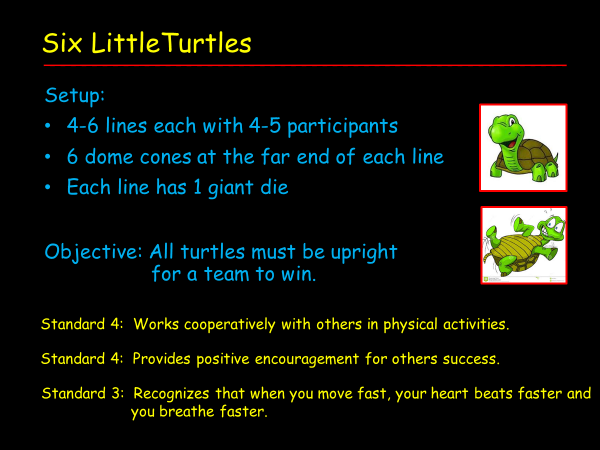 Six LittleTurtles
Setup:
• 4-6 lines each with 4-5 participants
• 6 dome cones at the far end of each line
• Each line has 1 giant die
Objective: All turtles must be upright
for a team to win.
Standard 4: Works cooperatively with others in physical activities.
Standard 4: Provides positive encouragement for others success.
Standard 3: Recognizes that when you move fast, your heart beats faster and
you breathe faster.